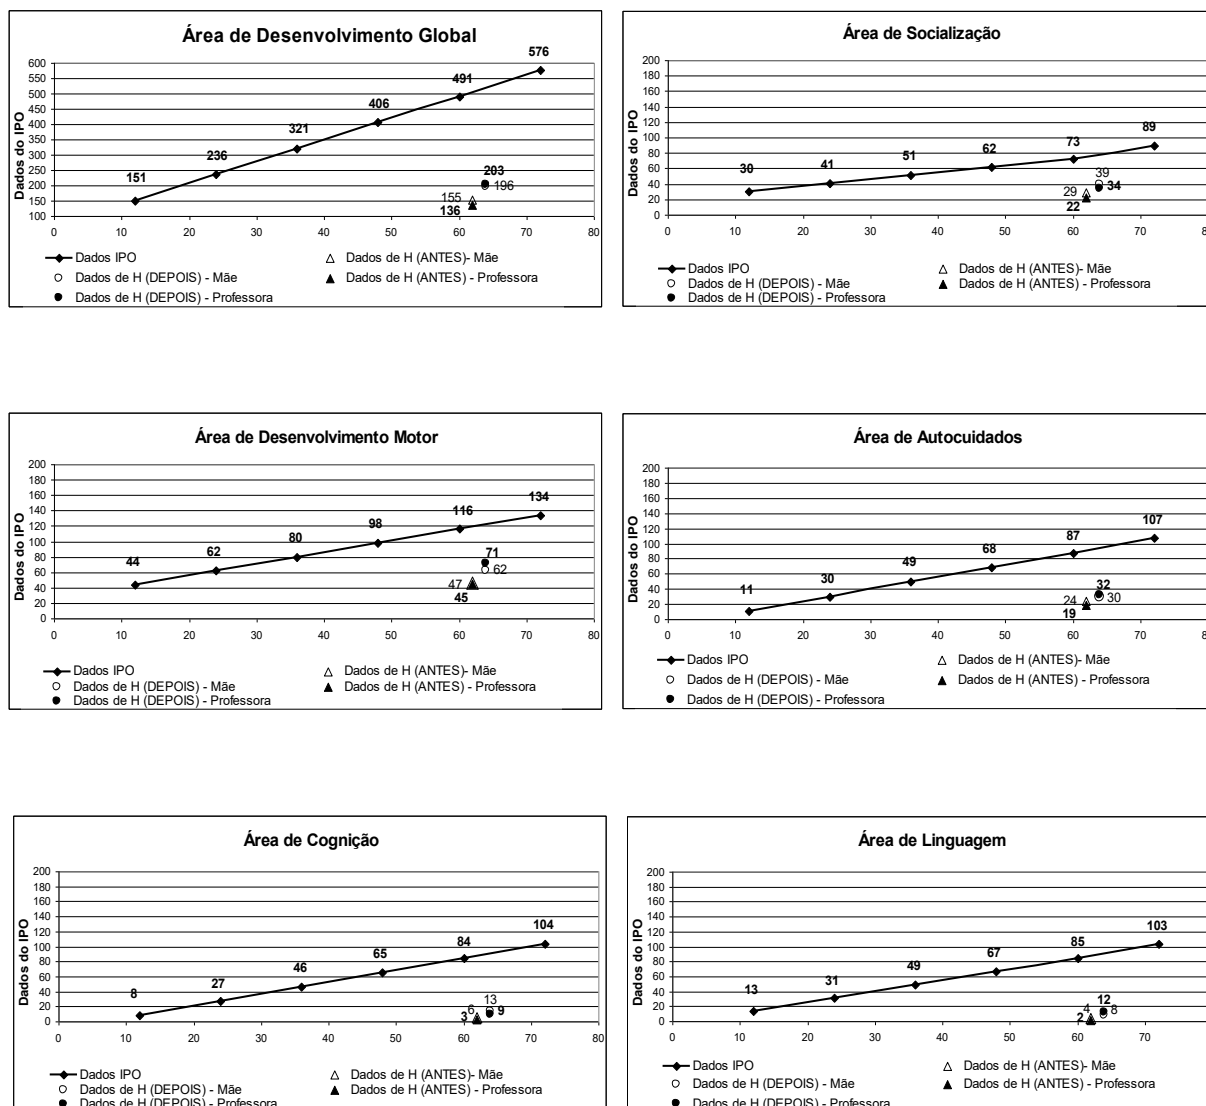 Área de Desenvolvimento Global
Dados do IPO
600
550
500
450
400
350
300
250
200
150
100
151
236
321
406
491
576
203
196
155
136
0 10 20 30 40 50 60 70 80
Dados IPO
Dados de H (ANTES)- Mãe
Dados de H (DEPOIS) - Mãe
Dados de H (ANTES) - Professora
Dados de H (DEPOIS) - Professora
Área de Socialização
Dados do IPO
200
180
160
140
120
100
80
60
40
20
0
30
41
51
62
73
89
39
34
29
22
0 10 20 30 40 50 60 70 80
Dados IPO
Dados de H (ANTES)- Mãe
Dados de H (DEPOIS) - Mãe
Dados de H (ANTES) - Professora
Dados de H (DEPOIS) - Professora
Área de Desenvolvimento Motor
Dados do IPO
200
180
160
140
120
100
80
60
40
20
0
44
62
80
98
116
134
71
62
47
45
0 10 20 30 40 50 60 70 80
Dados IPO
Dados de H (ANTES)- Mãe
Dados de H (DEPOIS) - Mãe
Dados de H (ANTES) - Professora
Dados de H (DEPOIS) - Professora
Área de Autocuidados
Dados do IPO
200
180
160
140
120
100
80
60
40
20
0
11
30
49
68
87
107
32
30
24
19
0 10 20 30 40 50 60 70 80
Dados IPO
Dados de H (ANTES)- Mãe
Dados de H (DEPOIS) - Mãe
Dados de H (ANTES) - Professora
Dados de H (DEPOIS) - Professora
Área de Cognição
Dados do IPO
200
180
160
140
120
100
80
60
40
20
0
8
27
46
65
84
104
13
9
6
3
0 10 20 30 40 50 60 70 80
Dados IPO
Dados de H (ANTES)- Mãe
Dados de H (DEPOIS) - Mãe
Dados de H (ANTES) - Professora
Dados de H (DEPOIS) - Professora
Área de Linguagem
Dados do IPO
200
180
160
140
120
100
80
60
40
20
0
13
31
49
67
85
103
12
8
4
2
0 10 20 30 40 50 60 70
Dados IPO
Dados de H (ANTES)- Mãe
Dados de H (DEPOIS) - Mãe
Dados de H (ANTES) - Professora
Dados de H (DEPOIS) - Professora